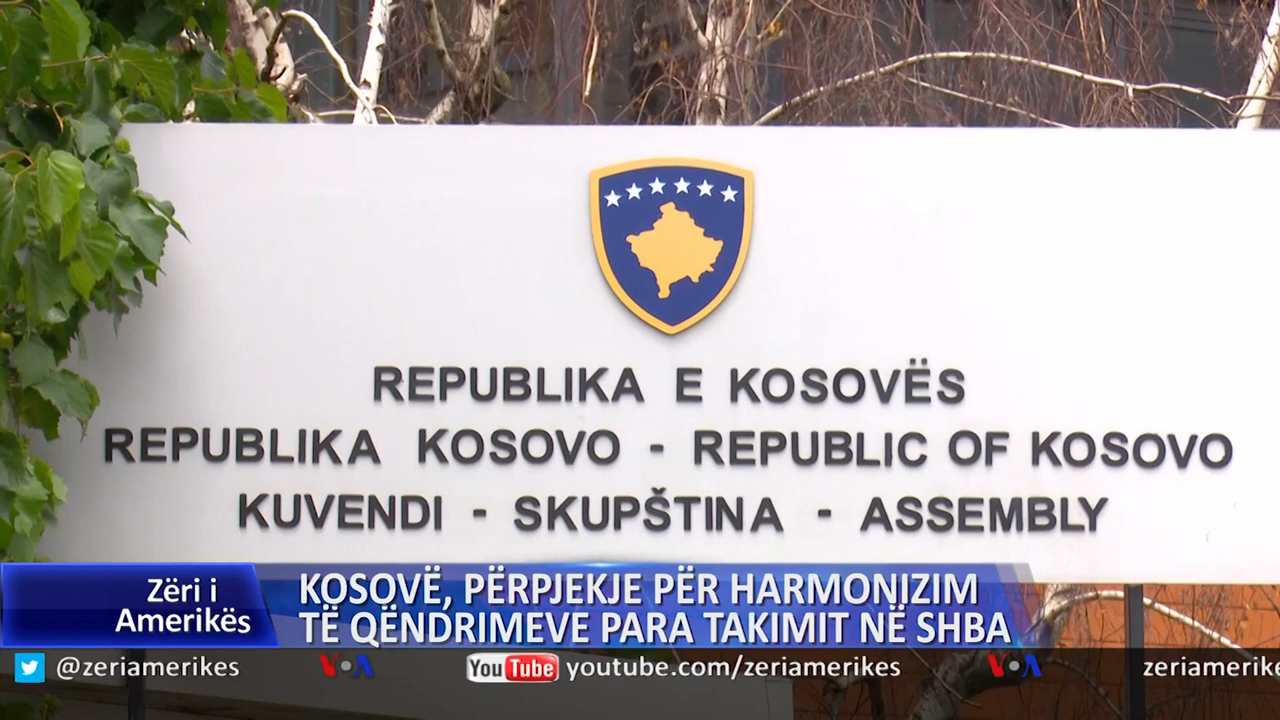 REPUBLIKA E KOSOVËS
REPUBLIKA KOSOVO - REPUBLIC OF KOSOVO
KUVENDI - SKUPŠTINA - ASSEMBLY
Zëri i
Amerikës
KOSOVË, PËRPJEKJE PËR HARMONIZIM
TË QËNDRIMEVE PARA TAKIMIT NË SHBA
@zeriamerikes VOA YouTube youtube.com/zeriamerikes VOA zeriamerikes